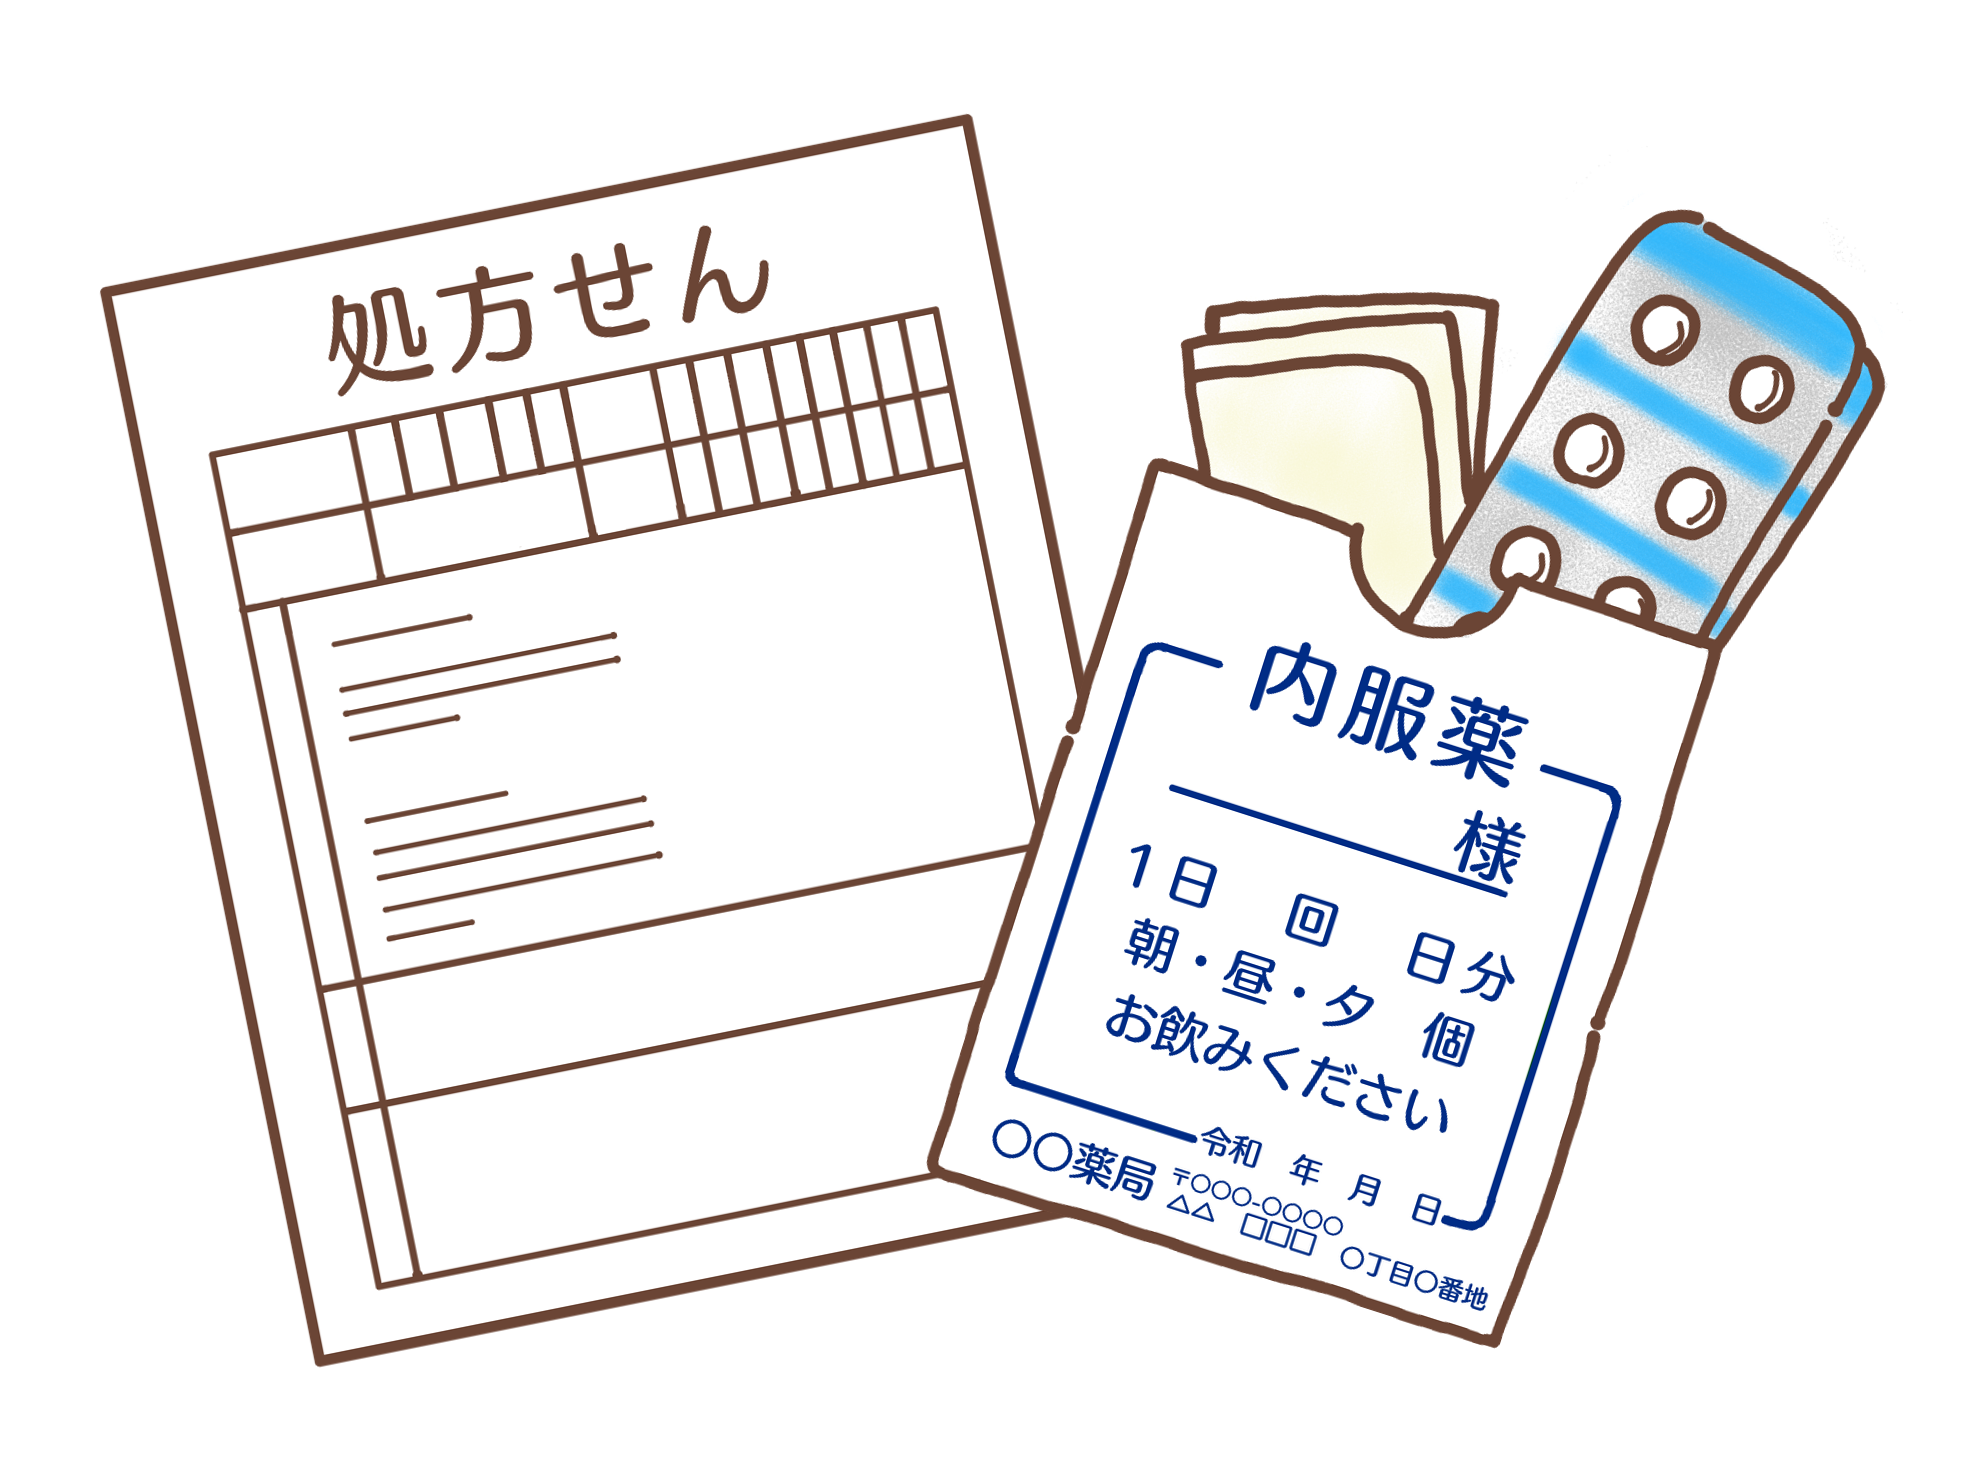 処方せん
内服薬
様
1日 回 日分
朝・昼・夕 個
お飲みください
令和 年 月 日
〇〇薬局
〒〇〇〇-〇〇〇〇
△△ □□□ 〇丁目〇番地